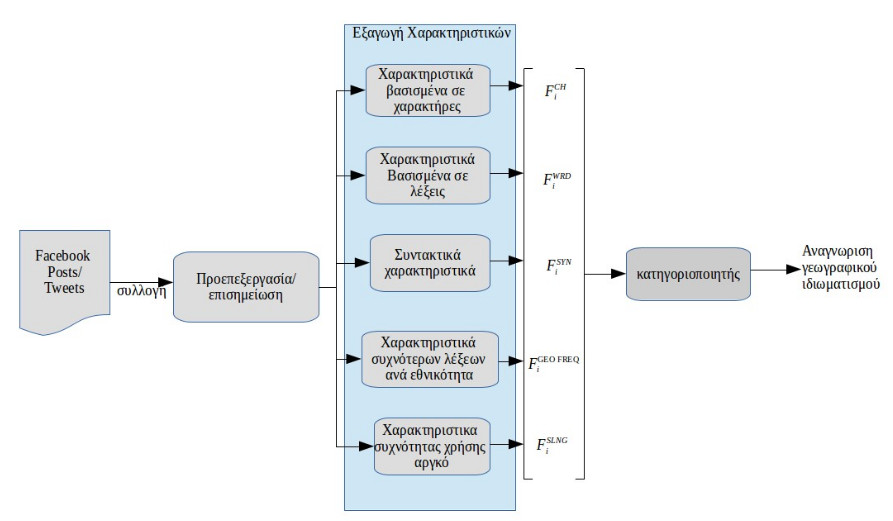 Εξαγωγή Χαρακτηριστικών
Facebook
Posts/
Tweets
συλλογή
Προεπεξεργασία/
επισημείωση
Χαρακτηριστικά
βασισμένα σε
χαρακτήρες
Χαρακτηριστικά
Βασισμένα σε
λέξεις
Συντακτικά
χαρακτηριστικά
Χαρακτηριστικά
συχνότερων λέξεων
ανά εθνικότητα
Χαρακτηριστικα
συχνότητας χρήσης
αργκό
F_i^CH
F_i^WRD
F_i^SYN
F_i^GEO FREQ
F_i^SLNG
κατηγοριοποιητής
Αναγνωριση
γεωγραφικού
ιδιωματισμού